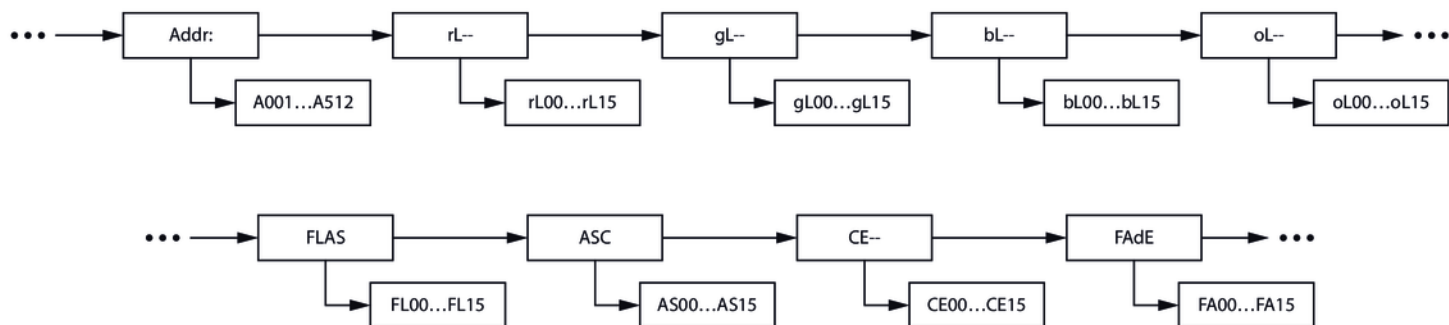 ••• Addr: rL-- gL-- bL-- oL-- •••
A001...A512 rL00...rL15 gL00...gL15 bL00...bL15 oL00...oL15
••• FLAS ASC CE-- FAdE •••
FL00...FL15 AS00...AS15 CE00...CE15 FA00...FA15